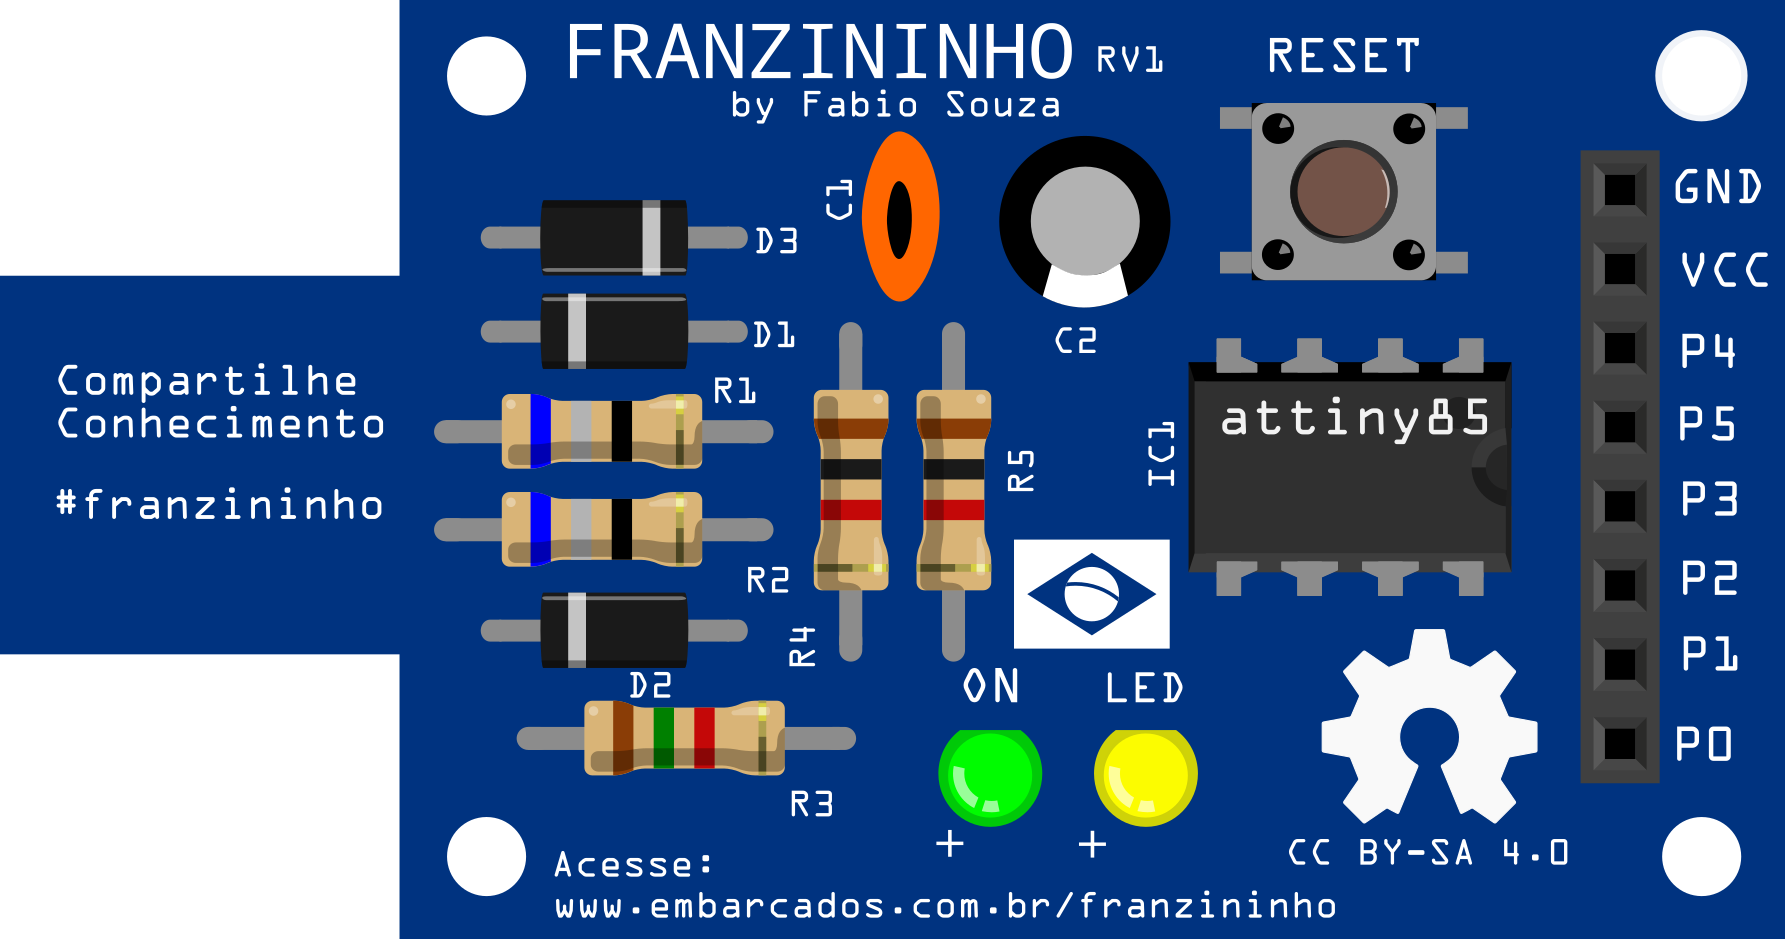 FRANZININHO RV1
by Fabio Souza
RESET
C1
C2
D3
D1
R1
R2
D2
R3
R4
R5
IC1
attiny85
Compartilhe
Conhecimento
#franzininho
ON
LED
+
+
GND
VCC
P4
P5
P3
P2
P1
P0
CC BY-SA 4.0
Acesse:
www.embarcados.com.br/franzininho